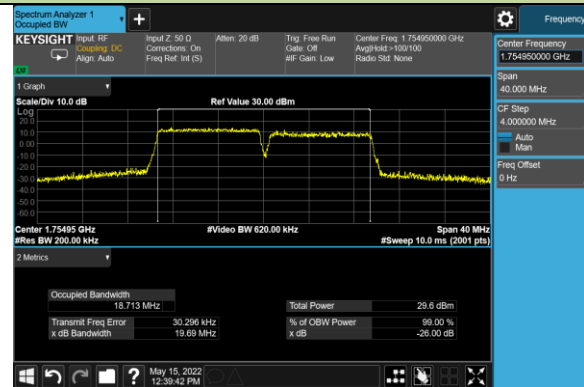 Spectrum Analyzer 1
Occupied BW
Frequency
KEYSIGHT Input: RF Input Z: 50 Ω Atten: 20 dB Trig: Free Run Center Freq: 1.754950000 GHz
Coupling: DC Corrections: On Gate: Off Avg|Hold:>100/100
Align: Auto Freq Ref: Int (S) #IF Gain: Low Radio Std: None
LXI
Center Frequency
1.754950000 GHz
Span
40.000 MHz
CF Step
4.000000 MHz
Auto
Man
Freq Offset
0 Hz
1 Graph
Scale/Div 10.0 dB Ref Value 30.00 dBm
Log
20.0
10.0
0.00
-10.0
-20.0
-30.0
-40.0
-50.0
-60.0
Center 1.75495 GHz #Video BW 620.00 kHz Span 40 MHz
#Res BW 200.00 kHz #Sweep 10.0 ms (2001 pts)
2 Metrics
Occupied Bandwidth
18.713 MHz Total Power 29.6 dBm
Transmit Freq Error 30.296 kHz % of OBW Power 99.00 %
x dB Bandwidth 19.69 MHz x dB -26.00 dB
May 15, 2022
12:39:42 PM